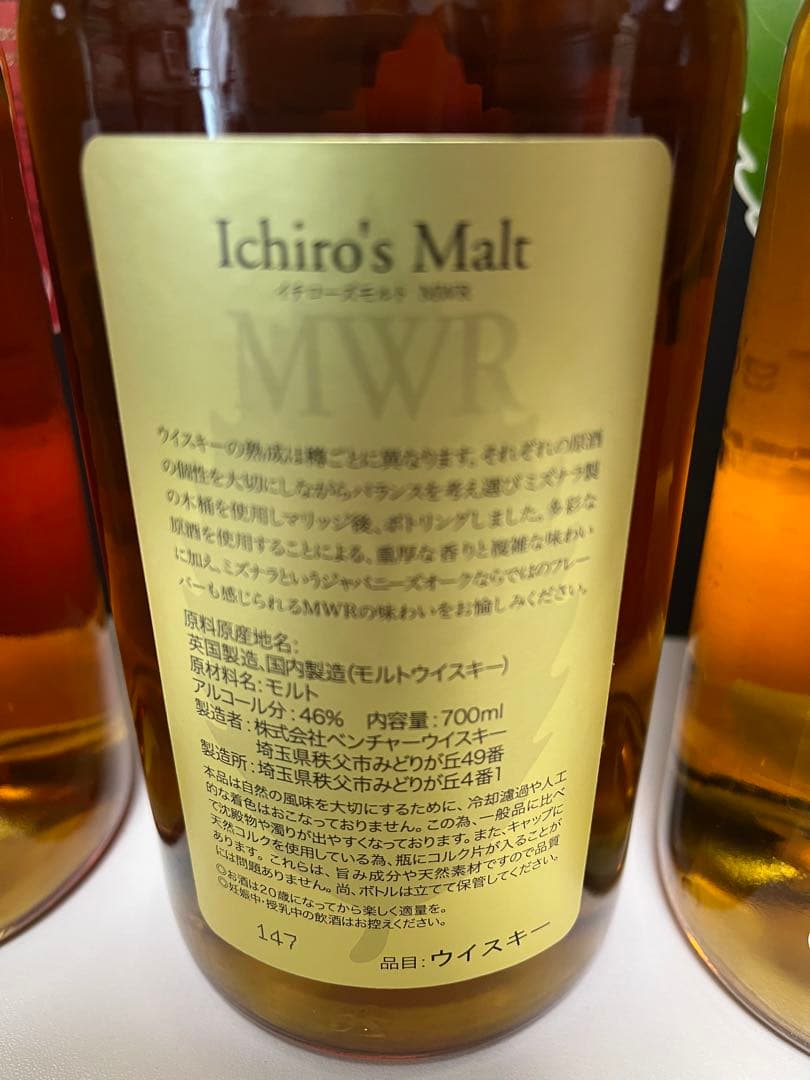 Ichiro's Malt
イチローズモルト MWR
MWR
ウイスキーの熟成は樽ごとに異なります。それぞれの原酒
の個性を大切にしながらバランスを考え選びミズナラ製
の木桶を使用しマリッジ後、ボトリングしました。多彩な
原酒を使用することによる、重厚な香りと複雑な味わい
に加え、ミズナラというジャパニーズオークならではのフレー
バーも感じられるMWRの味わいをお愉しみください。
原料原産地名:
英国製造、国内製造(モルトウイスキー)
原材料名:モルト
アルコール分:46% 内容量:700ml
製造者:株式会社ベンチャーウイスキー
埼玉県秩父市みどりが丘49番
製造所:埼玉県秩父市みどりが丘4番1
本品は自然の風味を大切にするために、冷却濾過や人工
的な着色はおこなっておりません。この為、一般品に比べ
て沈殿物や濁りが出やすくなっております。また、キャップに
天然コルクを使用している為、瓶にコルク片が入ることが
あります。これらは、旨み成分や天然素材ですので品質
には問題ありません。尚、ボトルは立てて保管してください。
◎お酒は20歳になってから楽しく適量を。
◎妊娠中・授乳中の飲酒はお控えください。
147
品目:ウイスキー